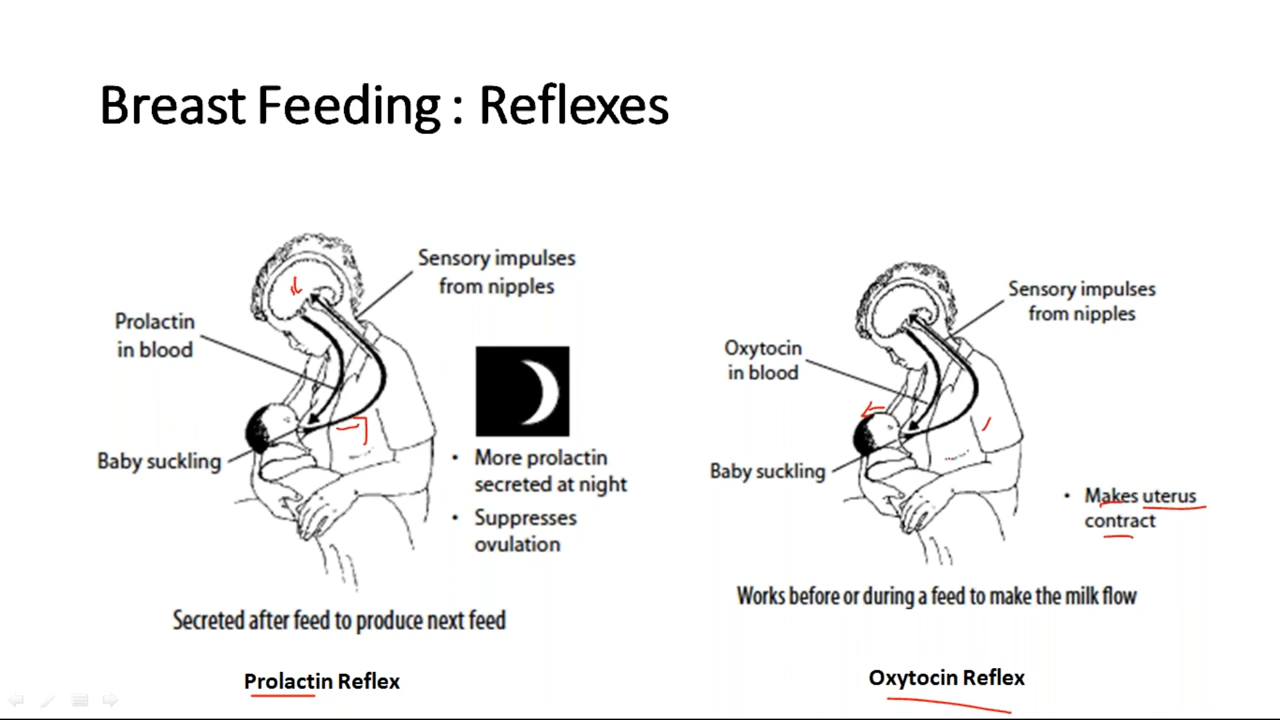 Breast Feeding : Reflexes
Sensory impulses
from nipples
Prolactin
in blood
Baby suckling
• More prolactin
secreted at night
• Suppresses
ovulation
Secreted after feed to produce next feed
Prolactin Reflex
Sensory impulses
from nipples
Oxytocin
in blood
Baby suckling
• Makes uterus
contract
Works before or during a feed to make the milk flow
Oxytocin Reflex